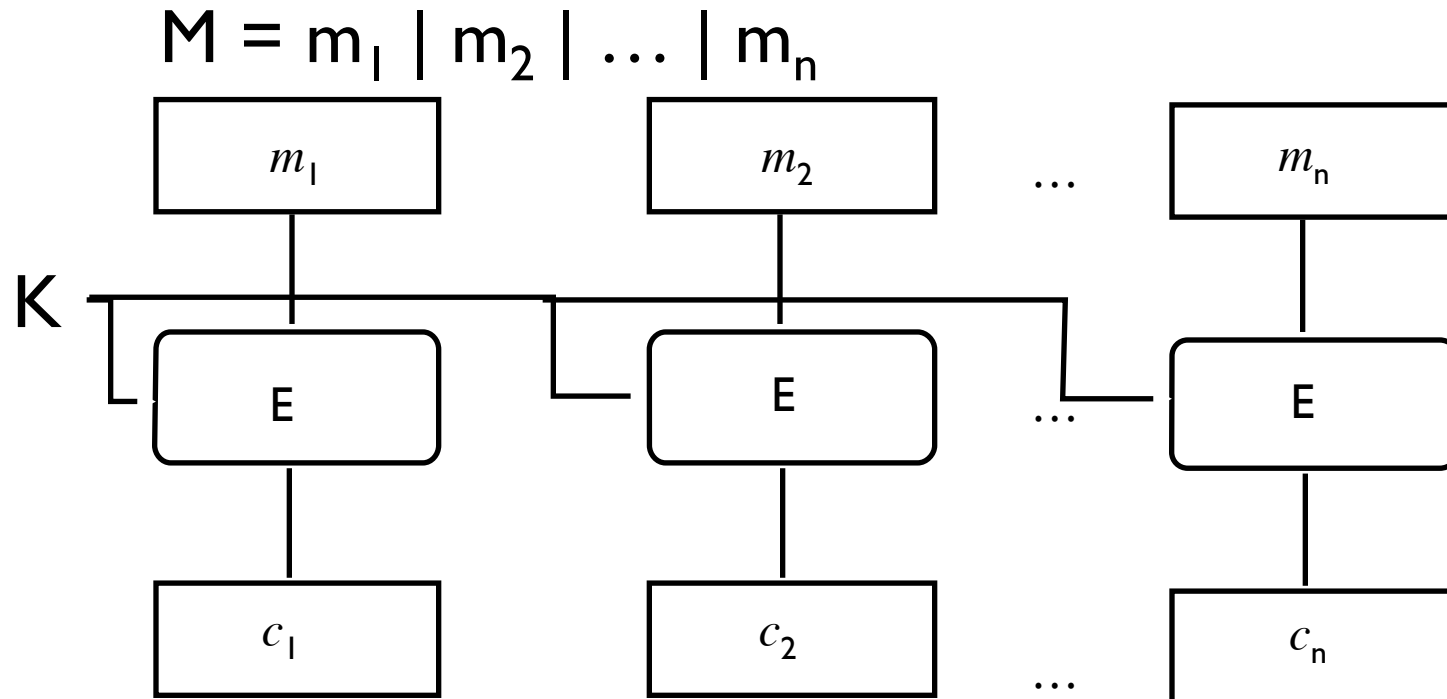 M = m₁ | m₂ | … | mₙ
m₁ m₂ … mₙ
K
E E … E
c₁ c₂ … cₙ